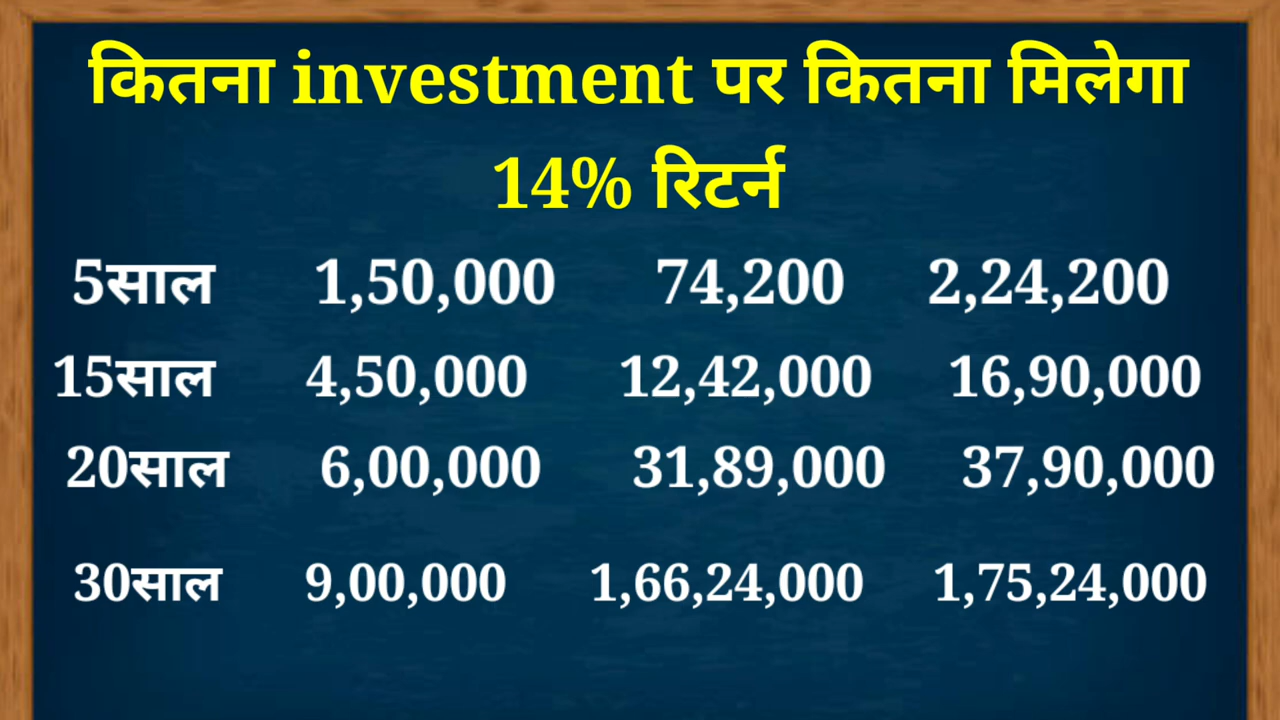 कितना investment पर कितना मिलेगा
14% रिटर्न
5साल 1,50,000 74,200 2,24,200
15साल 4,50,000 12,42,000 16,90,000
20साल 6,00,000 31,89,000 37,90,000
30साल 9,00,000 1,66,24,000 1,75,24,000